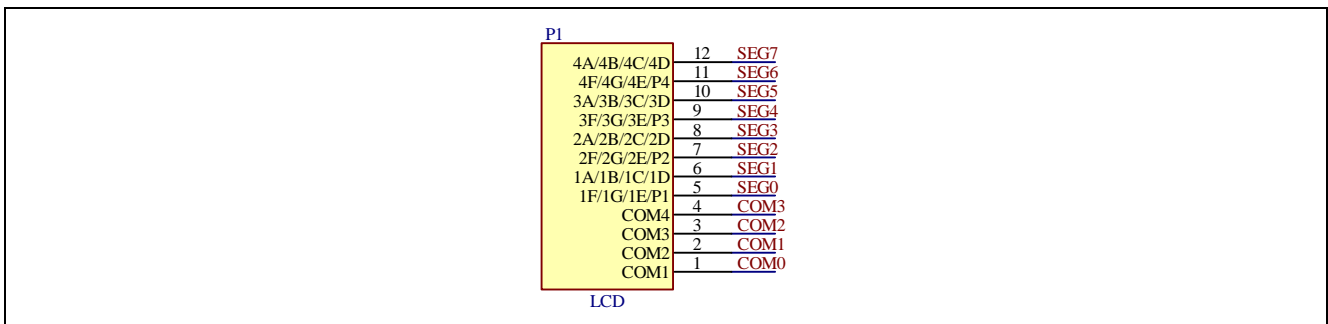 P1
4A/4B/4C/4D 12 SEG7
4F/4G/4E/P4 11 SEG6
3A/3B/3C/3D 10 SEG5
3F/3G/3E/P3 9 SEG4
2A/2B/2C/2D 8 SEG3
2F/2G/2E/P2 7 SEG2
1A/1B/1C/1D 6 SEG1
1F/1G/1E/P1 5 SEG0
COM4 4 COM3
COM3 3 COM2
COM2 2 COM1
COM1 1 COM0
LCD